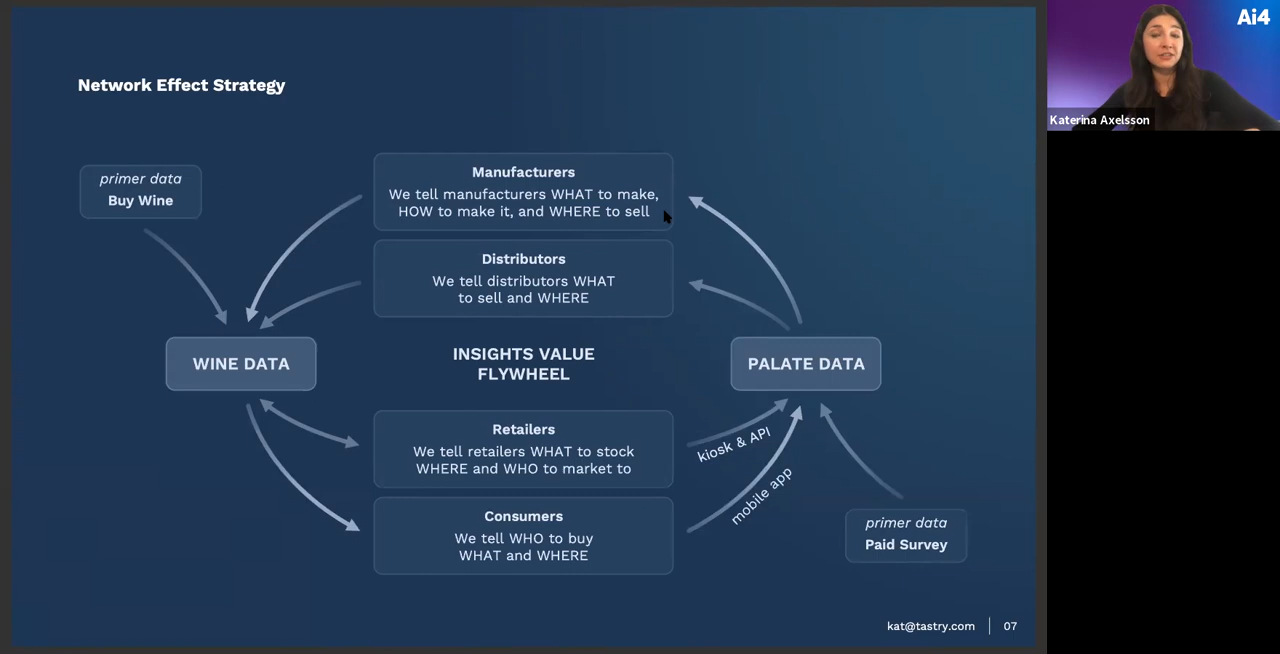 Network Effect Strategy
primer data
Buy Wine
Manufacturers
We tell manufacturers WHAT to make,
HOW to make it, and WHERE to sell
Distributors
We tell distributors WHAT
to sell and WHERE
WINE DATA
INSIGHTS VALUE
FLYWHEEL
PALATE DATA
Retailers
We tell retailers WHAT to stock
WHERE and WHO to market to
kiosk & API
mobile app
Consumers
We tell WHO to buy
WHAT and WHERE
primer data
Paid Survey
kat@tastry.com
07
Ai4
Katerina Axelsson